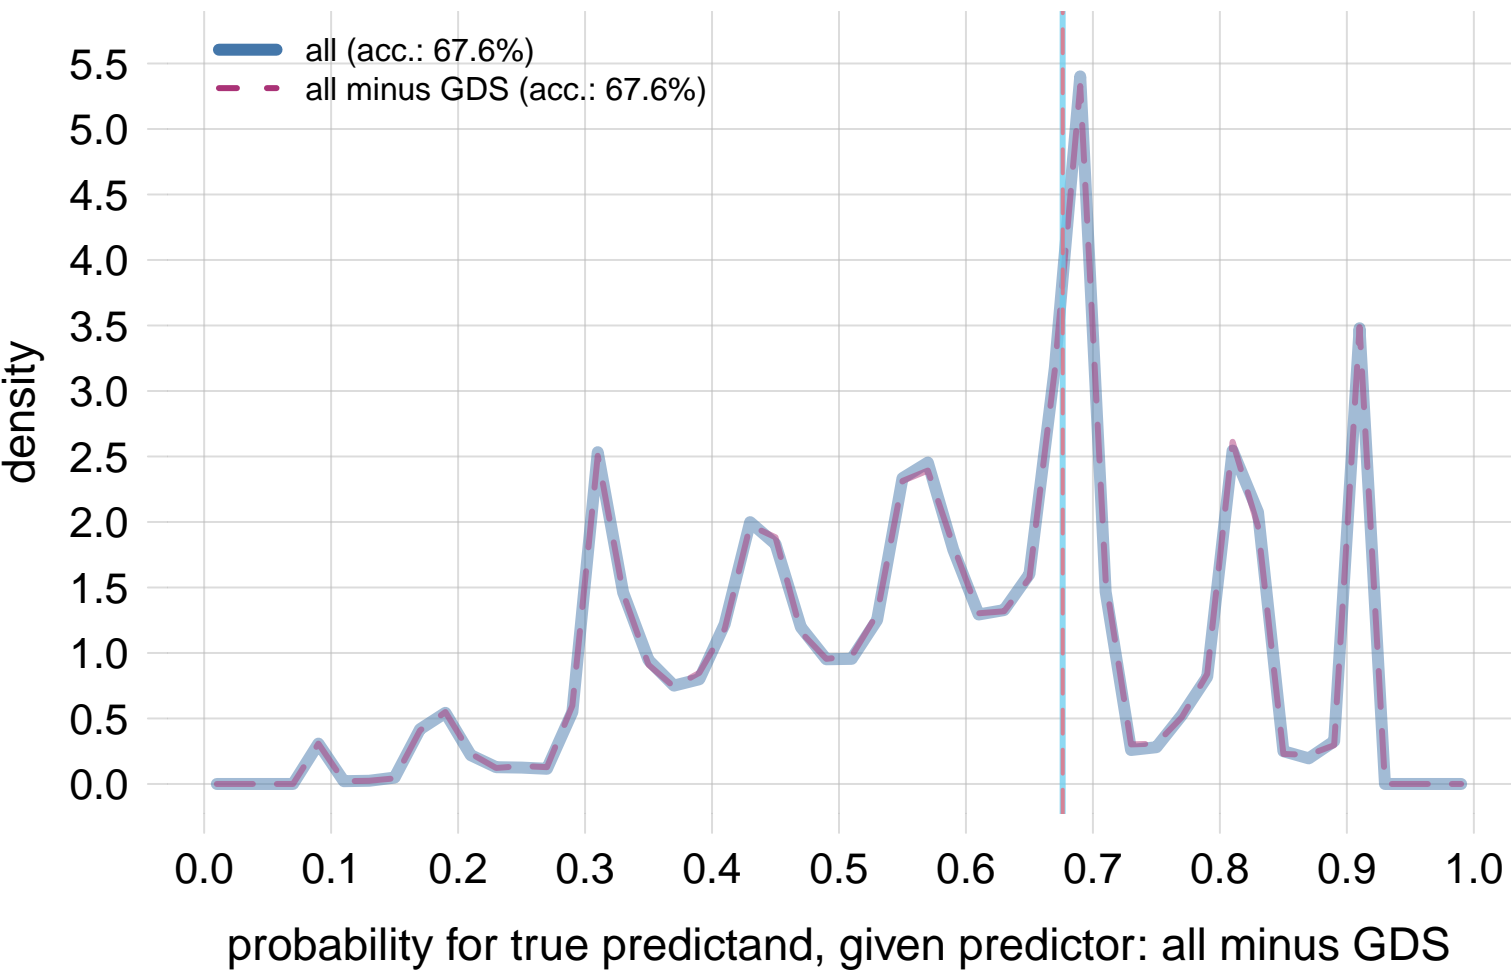 all (acc.: 67.6%)
all minus GDS (acc.: 67.6%)
5.5
5.0
4.5
4.0
3.5
3.0
2.5
2.0
1.5
1.0
0.5
0.0
density
0.0 0.1 0.2 0.3 0.4 0.5 0.6 0.7 0.8 0.9 1.0
probability for true predictand, given predictor: all minus GDS